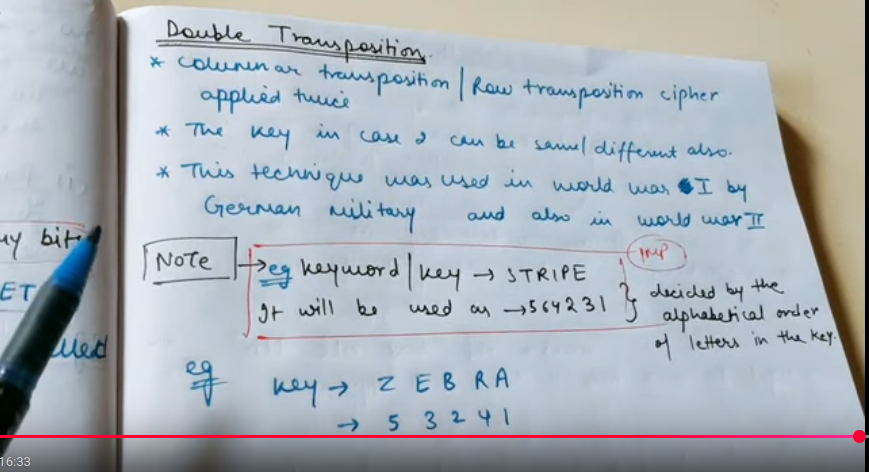 Double Transposition.
* Columnar transposition | Row transposition cipher
applied twice
* The key in case 2 can be same/different also.
* This technique was used in world war I by
German military and also in world war II
Note → eg keyword | key → STRIPE
It will be used as → 564231
IMP
decided by the
alphabetical order
of letters in the key.
eg key → Z E B R A
→ 5 3 2 4 1
bits
ET
16:33